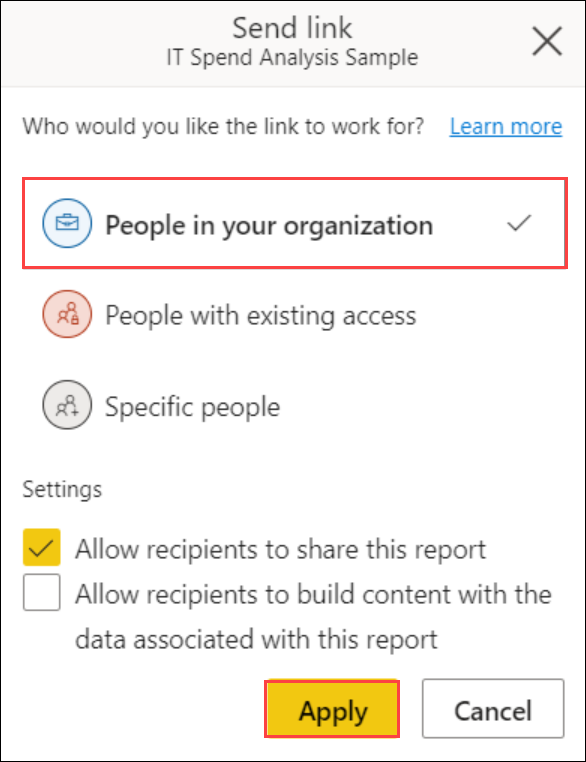 Send link
IT Spend Analysis Sample
Who would you like the link to work for? Learn more
People in your organization
People with existing access
Specific people
Settings
Allow recipients to share this report
Allow recipients to build content with the
data associated with this report
Apply Cancel